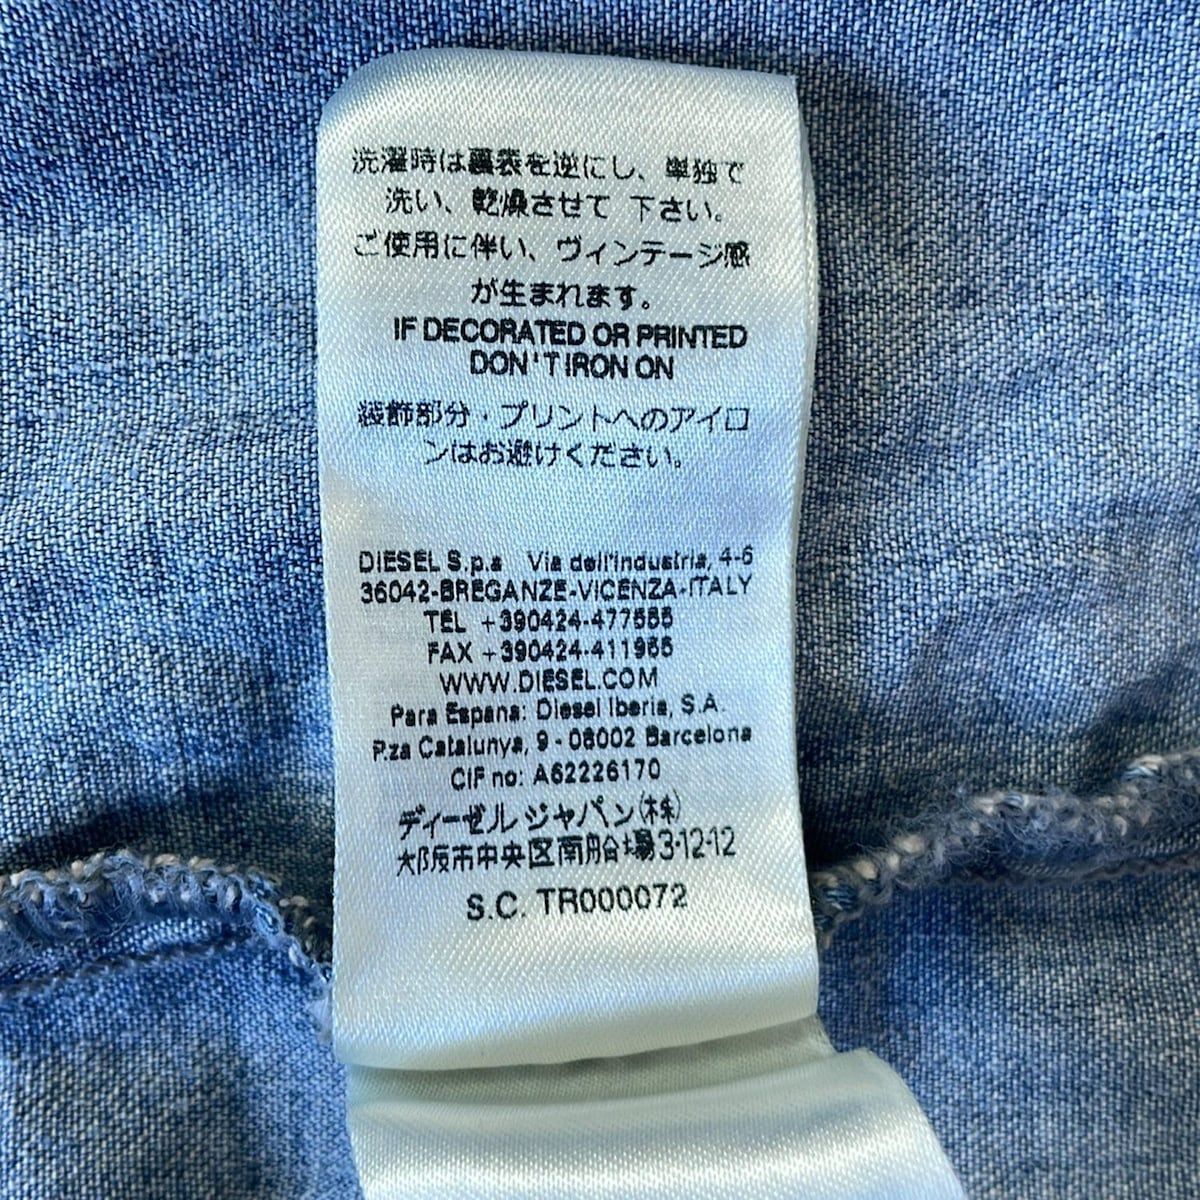 洗濯時は裏表を逆にし、単独で
洗い、乾燥させて 下さい。
ご使用に伴い、ヴィンテージ感
が生まれます。
IF DECORATED OR PRINTED
DON'T IRON ON
装飾部分・プリントへのアイロ
ンはお避けください。
DIESEL S.p.a Via dell'Industria, 4-6
36042-BREGANZE-VICENZA-ITALY
TEL +390424-477555
FAX +390424-411955
WWW.DIESEL.COM
Para Espana: Diesel Iberia, S.A.
P.za Catalunya, 9 - 08002 Barcelona
CIF no: A62226170
ディーゼル ジャパン(株)
大阪市中央区南船場3-12-12
S.C. TR000072